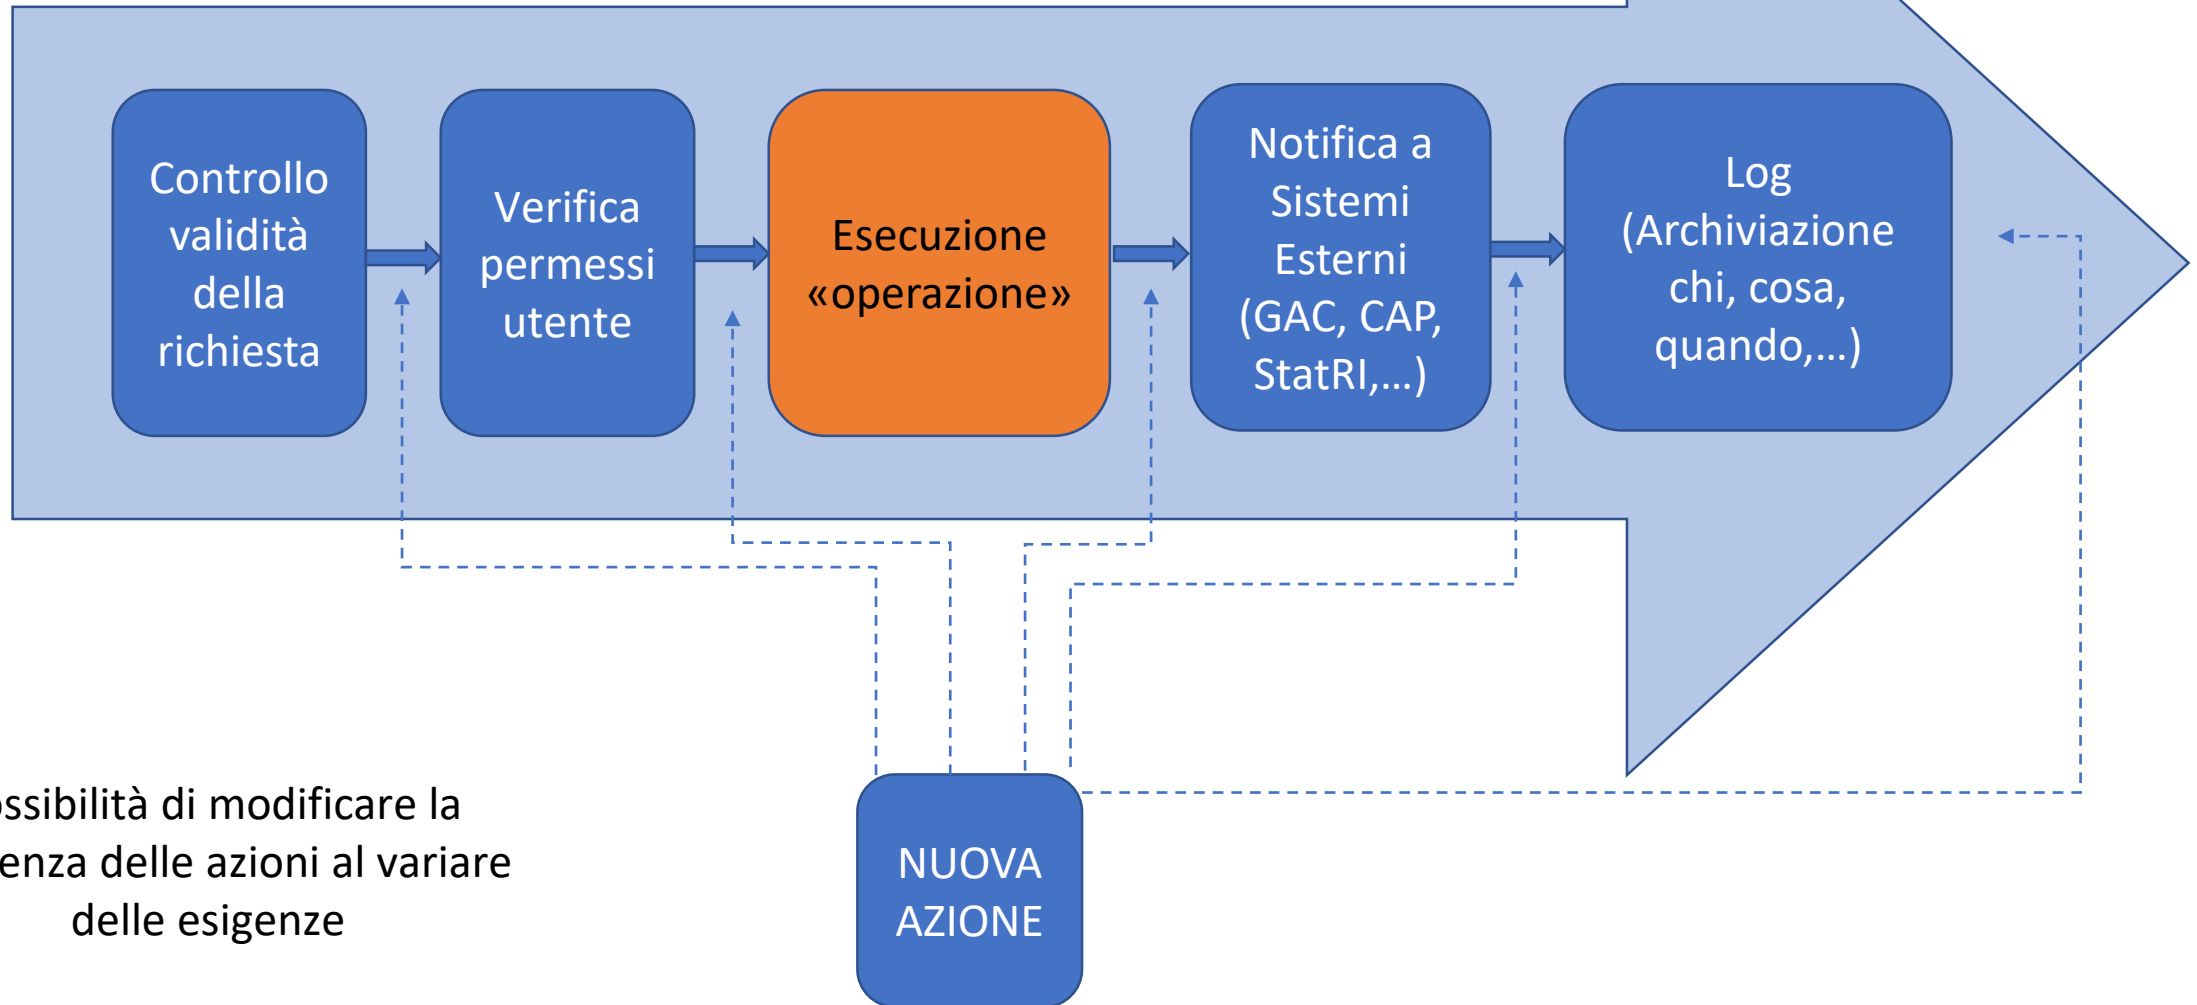 Controllo
validità
della
richiesta
Verifica
permessi
utente
Esecuzione
«operazione»
Notifica a
Sistemi
Esterni
(GAC, CAP,
StatRI,...)
Log
(Archiviazione
chi, cosa,
quando,...)
ossibilità di modificare la
enza delle azioni al variare
delle esigenze
NUOVA
AZIONE